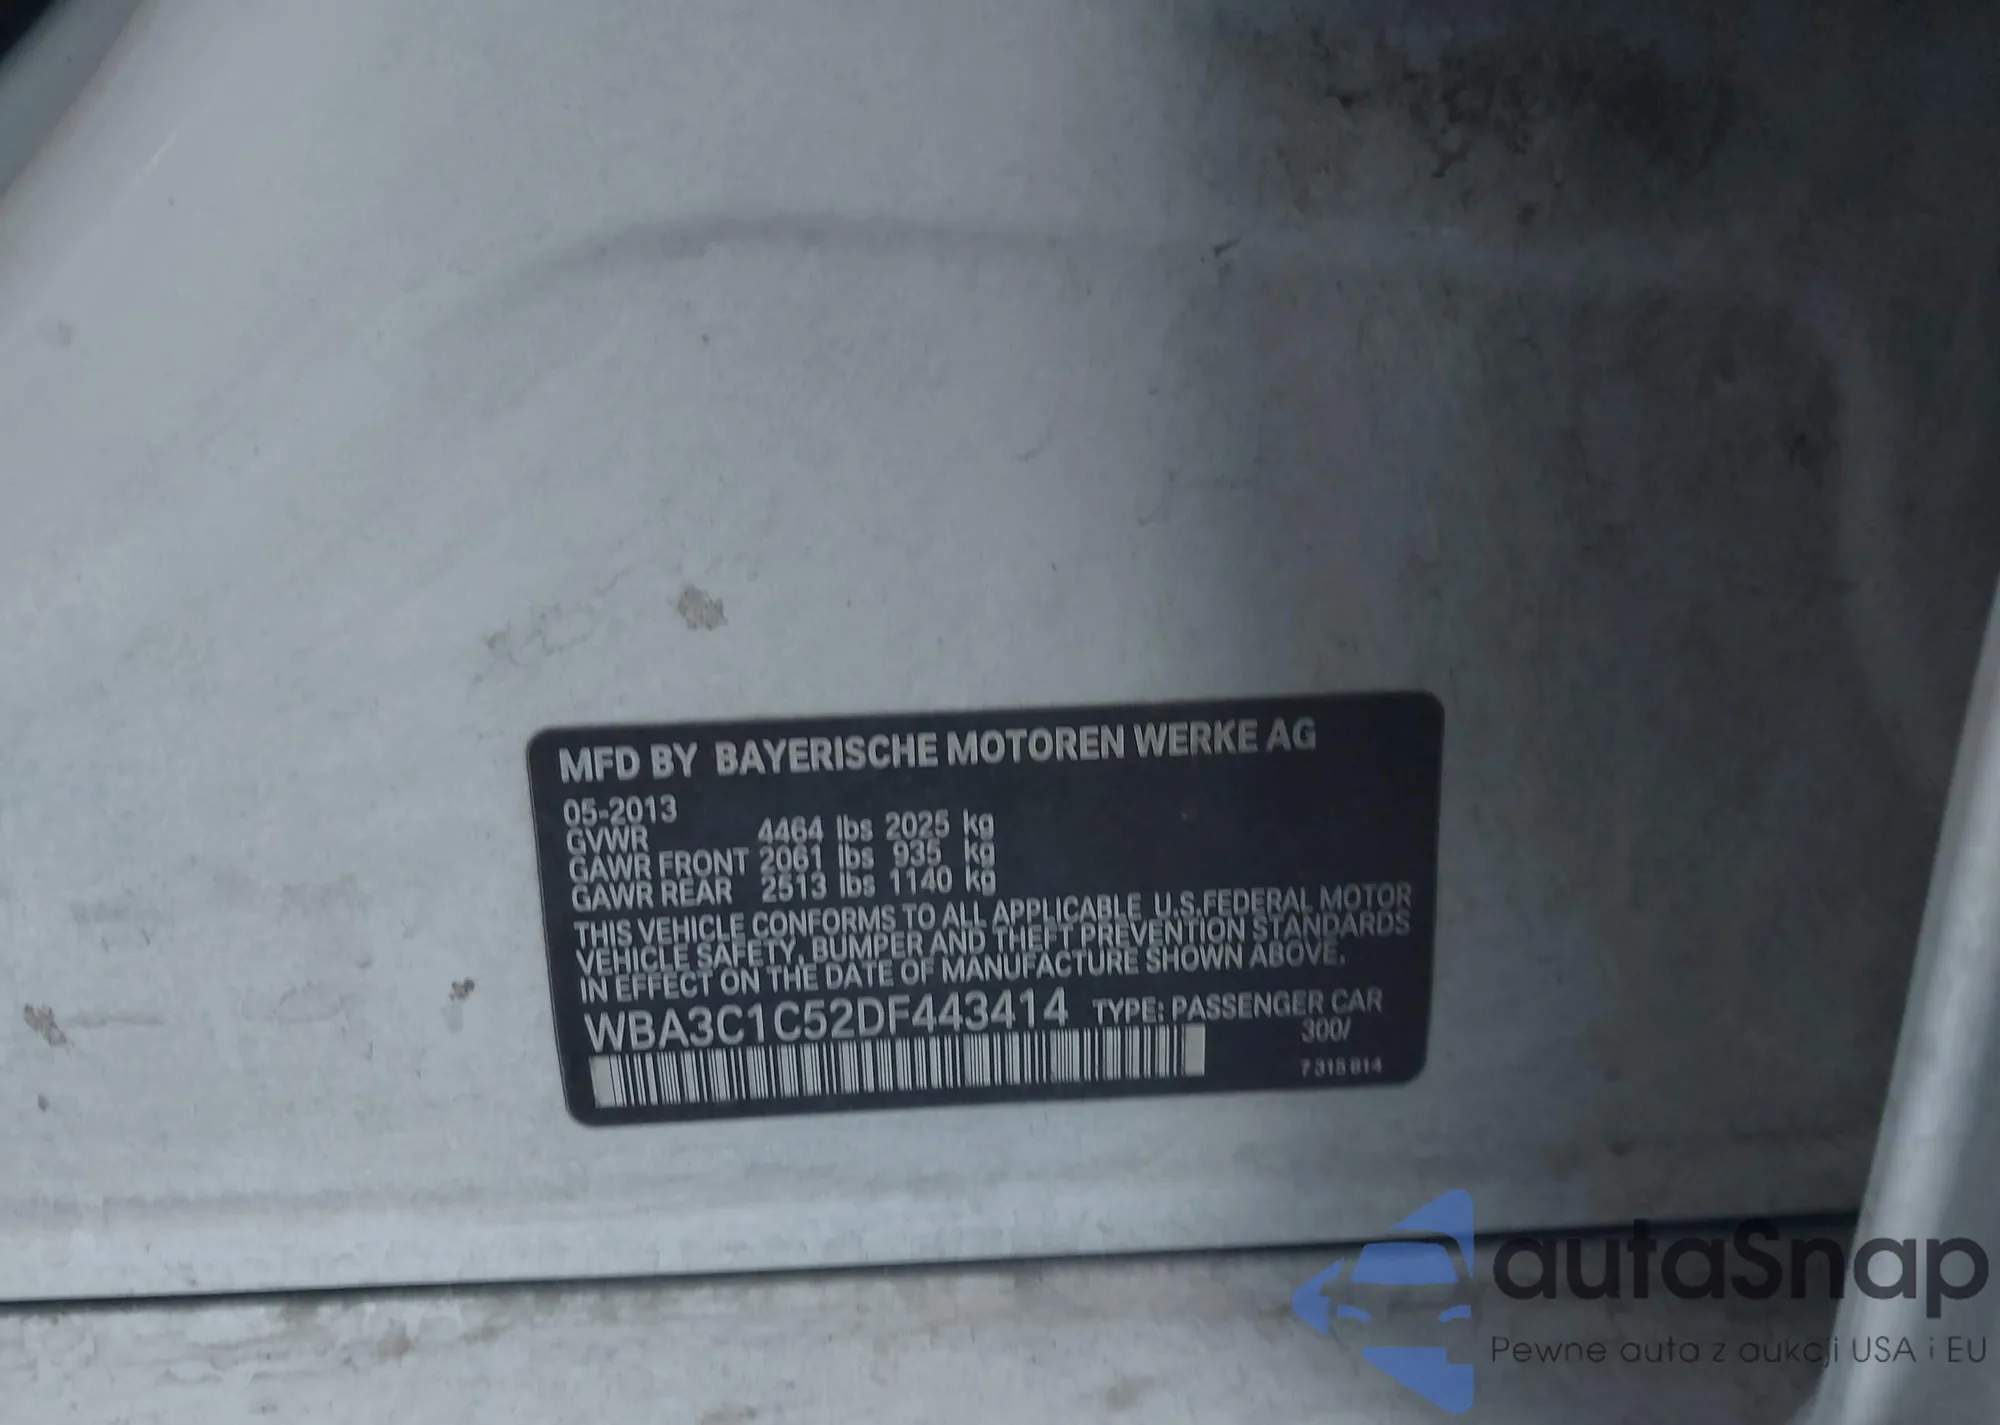 MFD BY BAYERISCHE MOTOREN WERKE AG
05-2013
GVWR 4464 lbs 2025 kg
GAWR FRONT 2061 lbs 935 kg
GAWR REAR 2513 lbs 1140 kg
THIS VEHICLE CONFORMS TO ALL APPLICABLE U.S.FEDERAL MOTOR
VEHICLE SAFETY, BUMPER AND THEFT PREVENTION STANDARDS
IN EFFECT ON THE DATE OF MANUFACTURE SHOWN ABOVE.
WBA3C1C52DF443414 TYPE: PASSENGER CAR
300/
7 315 814
autaSnap
Pewne auta z aukcji USA i EU